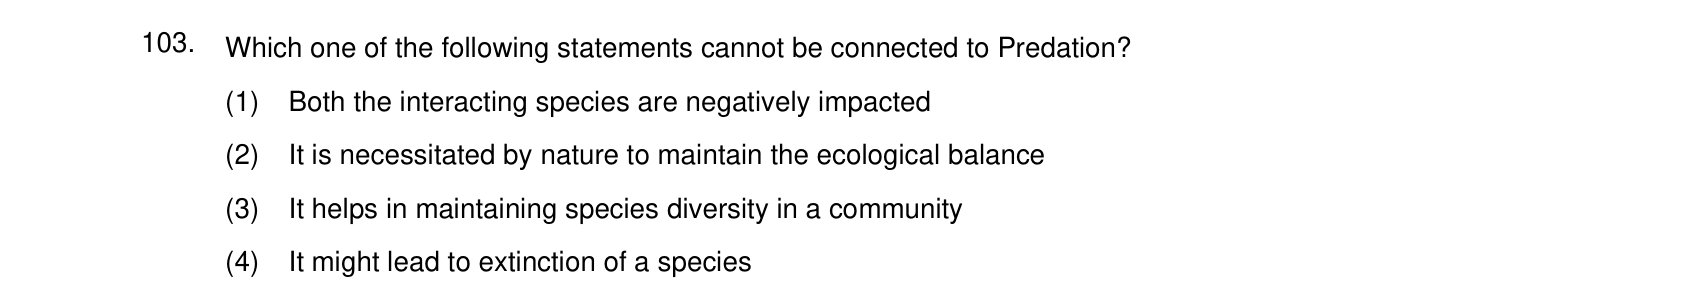 103. Which one of the following statements cannot be connected to Predation?
(1) Both the interacting species are negatively impacted
(2) It is necessitated by nature to maintain the ecological balance
(3) It helps in maintaining species diversity in a community
(4) It might lead to extinction of a species